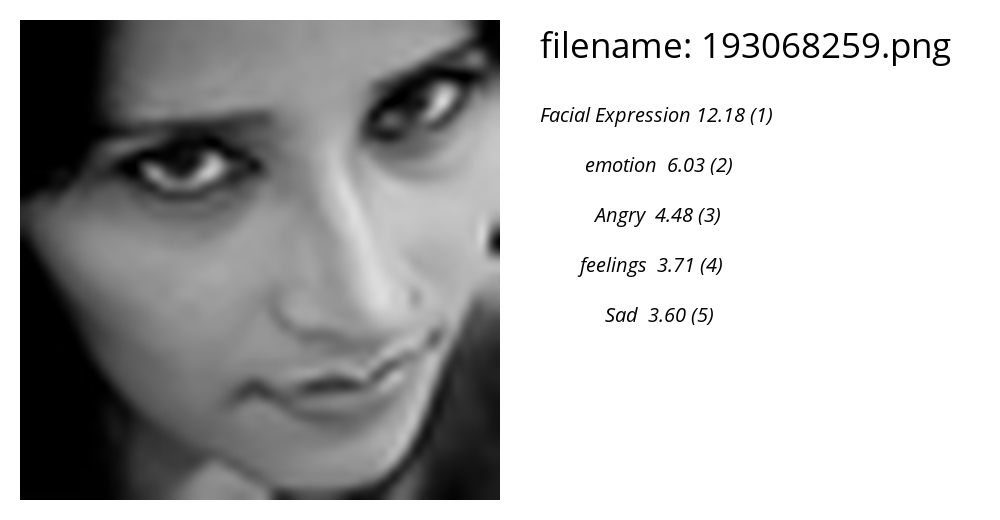 filename: 193068259.png
Facial Expression 12.18 (1)
emotion 6.03 (2)
Angry 4.48 (3)
feelings 3.71 (4)
Sad 3.60 (5)